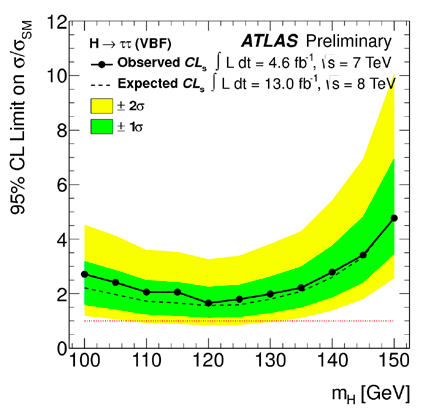 12
10
8
6
4
2
0
95% CL Limit on σ/σSM
H → ττ (VBF)
ATLAS Preliminary
Observed CLs ∫ L dt = 4.6 fb-1, √s = 7 TeV
Expected CLs ∫ L dt = 13.0 fb-1, √s = 8 TeV
± 2σ
± 1σ
100 110 120 130 140 150
mH [GeV]